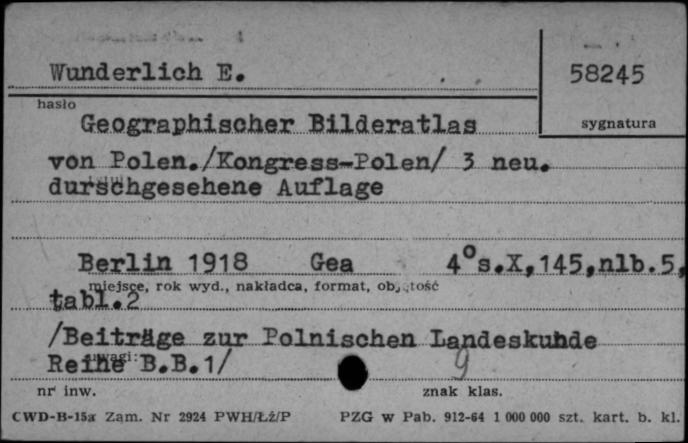 Wunderlich E.
58245
hasło
sygnatura
Geographischer Bilderatlas
von Polen./Kongress-Polen/ 3 neu.
durschgesehene Auflage
Berlin 1918 Gea 4°s.X,145,nlb.5,
miejsce, rok wyd., nakładca, format, objętość
tabl.2
/Beiträge zur Polnischen Landeskuhde
uwagi:
Reihe B.B.1/
9
nr inw.
znak klas.
CWD-B-15a Zam. Nr 2924 PWH/Łż/P PZG w Pab. 912-64 1 000 000 szt. kart. b. kl.